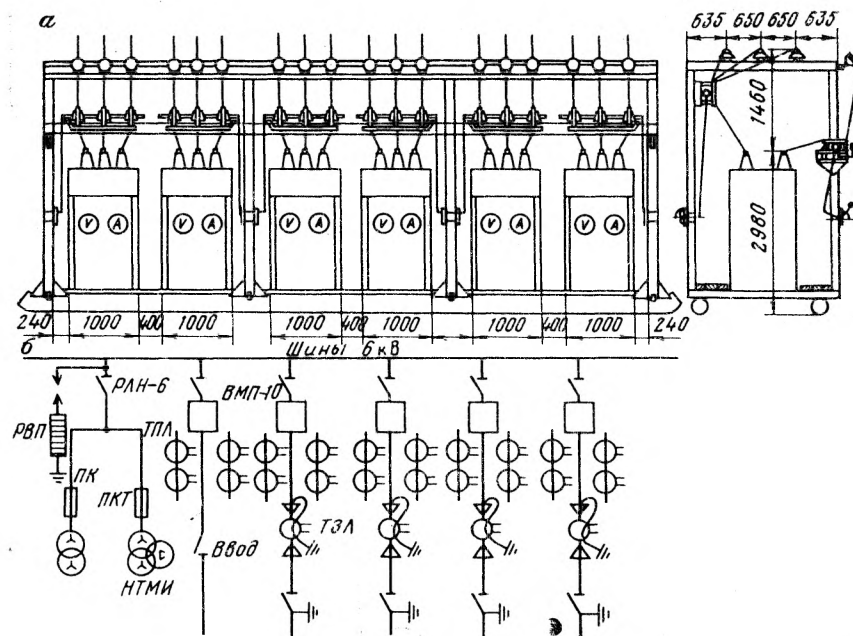 а
635 650 650 635
1460
2980
V A V A V A V A V A V A
240 1000 400 1000 1000 400 1000 1000 400 1000 240
б Шины 6 кв
РЛН-6 ВМП-10
РВП ТПЛ
ПК
ПКТ ТЗЛ
Ввод
НТМИ